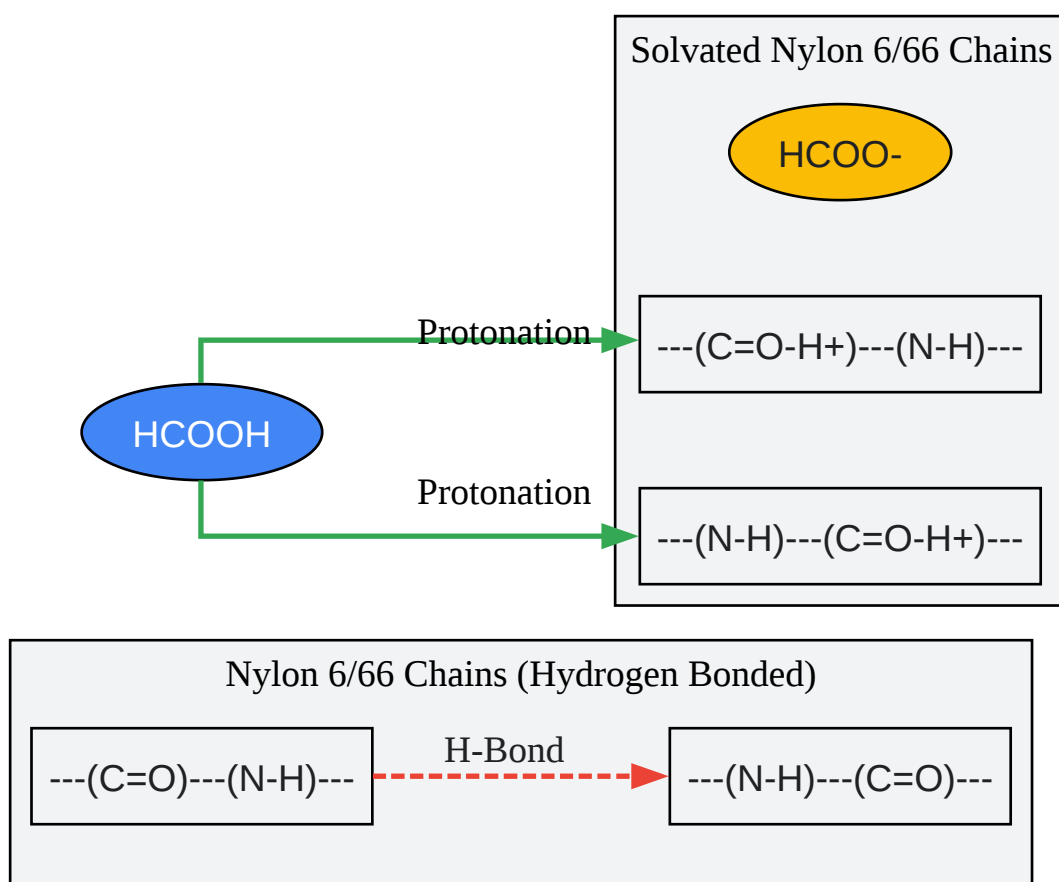 Solvated Nylon 6/66 Chains
HCOO-
Protonation
---(C=O-H+)---(N-H)---
HCOOH
Protonation
---(N-H)---(C=O-H+)---
Nylon 6/66 Chains (Hydrogen Bonded)
---(C=O)---(N-H)---
H-Bond
---(N-H)---(C=O)---